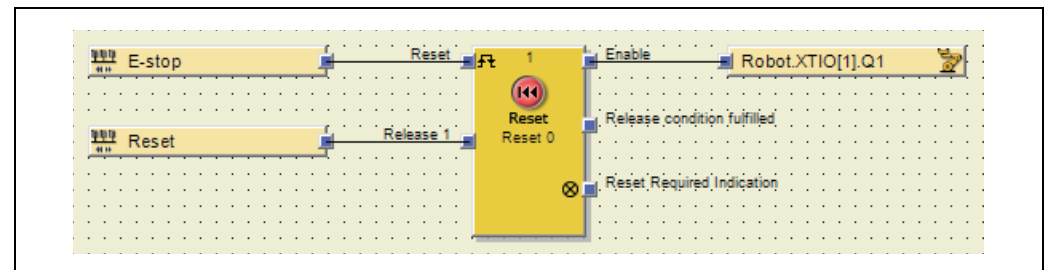 E-stop
Reset
1
Enable
Robot.XTIO[1].Q1
Reset
Reset 0
Release condition fulfilled
Reset
Release 1
Reset Required Indication